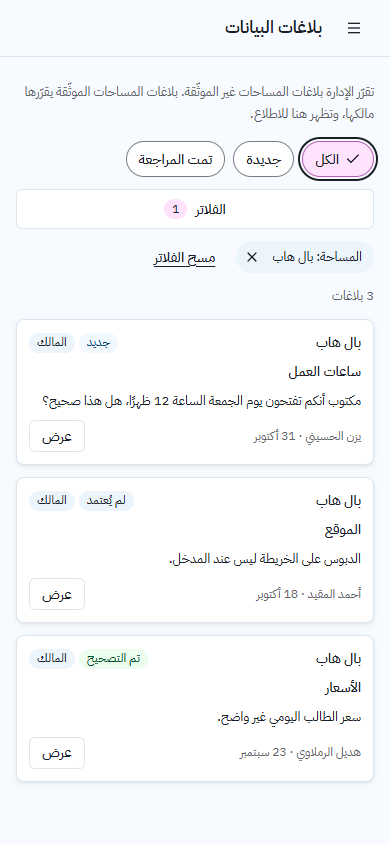 بلاغات البيانات
تقرّر الإدارة بلاغات المساحات غير الموثّقة. بلاغات المساحات الموثّقة يقرّرها
مالكها، وتظهر هنا للاطلاع.
الكل
جديدة
تمت المراجعة
الفلاتر 1
المساحة: بال هاب
مسح الفلاتر
3 بلاغات
بال هاب
جديد
المالك
ساعات العمل
مكتوب أنكم تفتحون يوم الجمعة الساعة 12 ظهرًا، هل هذا صحيح؟
يزن الحسيني · 31 أكتوبر
عرض
بال هاب
لم يُعتمد
المالك
الموقع
الدبوس على الخريطة ليس عند المدخل.
أحمد المقيد · 18 أكتوبر
عرض
بال هاب
تم التصحيح
المالك
الأسعار
سعر الطالب اليومي غير واضح.
هديل الرملاوي · 23 سبتمبر
عرض